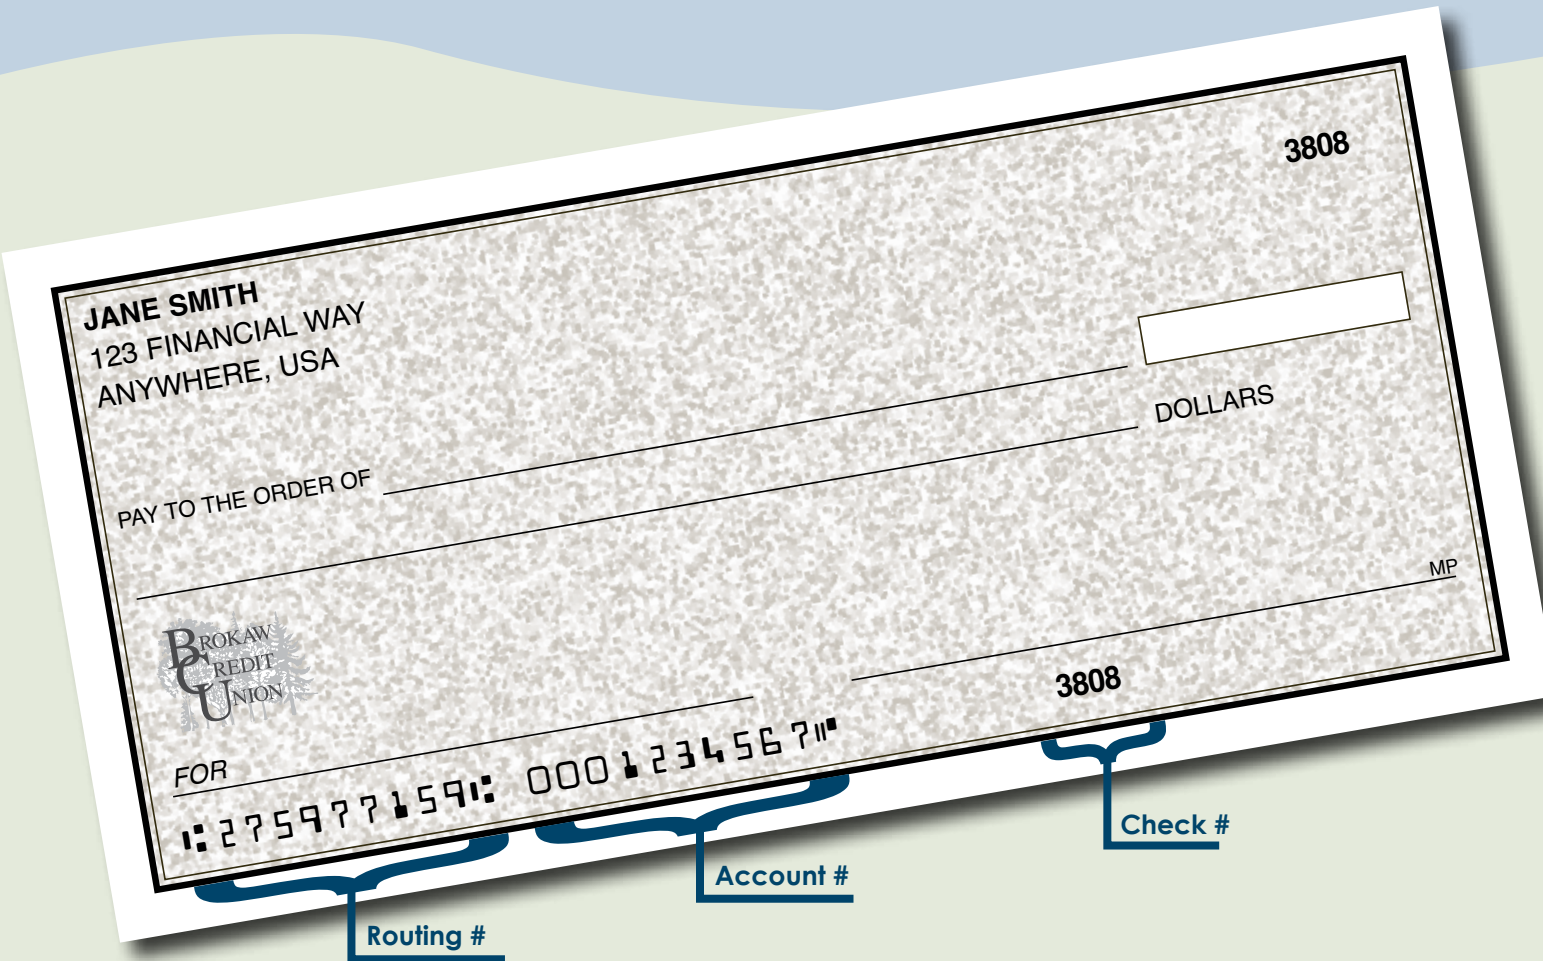 3808
JANE SMITH
123 FINANCIAL WAY
ANYWHERE, USA
PAY TO THE ORDER OF
DOLLARS
BROKAW
CREDIT
UNION
MP
FOR
⑆275977159⑆ 0001234567⑈ 3808
Check #
Account #
Routing #